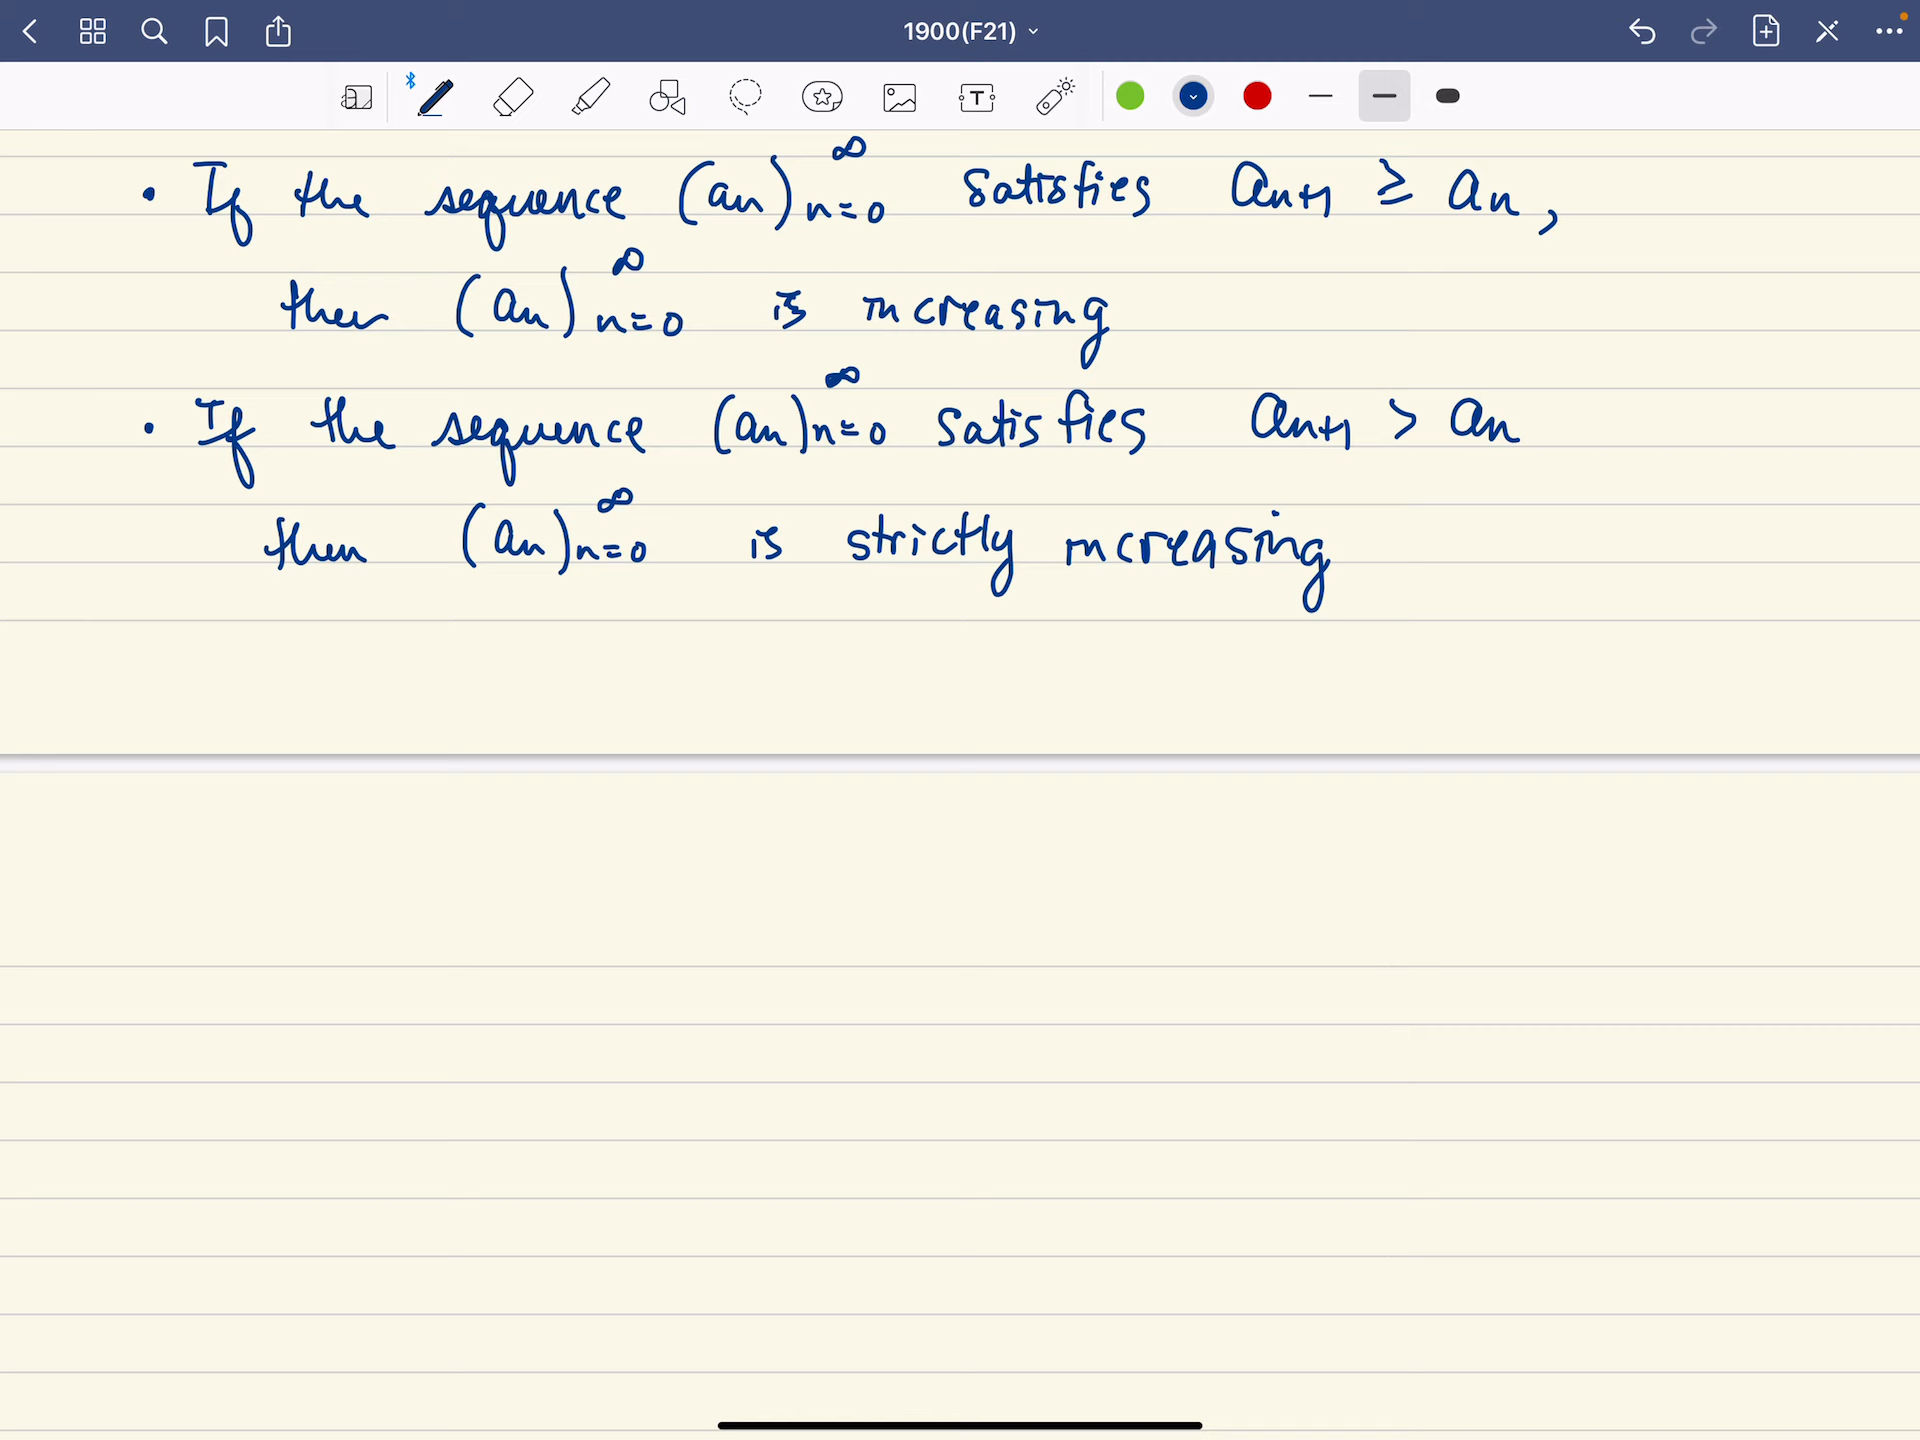 1900(F21)
• If the sequence (aₙ)ₙ₌₀^∞ satisfies aₙ₊₁ ≥ aₙ,
then (aₙ)ₙ₌₀^∞ is increasing
• If the sequence (aₙ)ₙ₌₀^∞ satisfies aₙ₊₁ > aₙ
then (aₙ)ₙ₌₀^∞ is strictly increasing